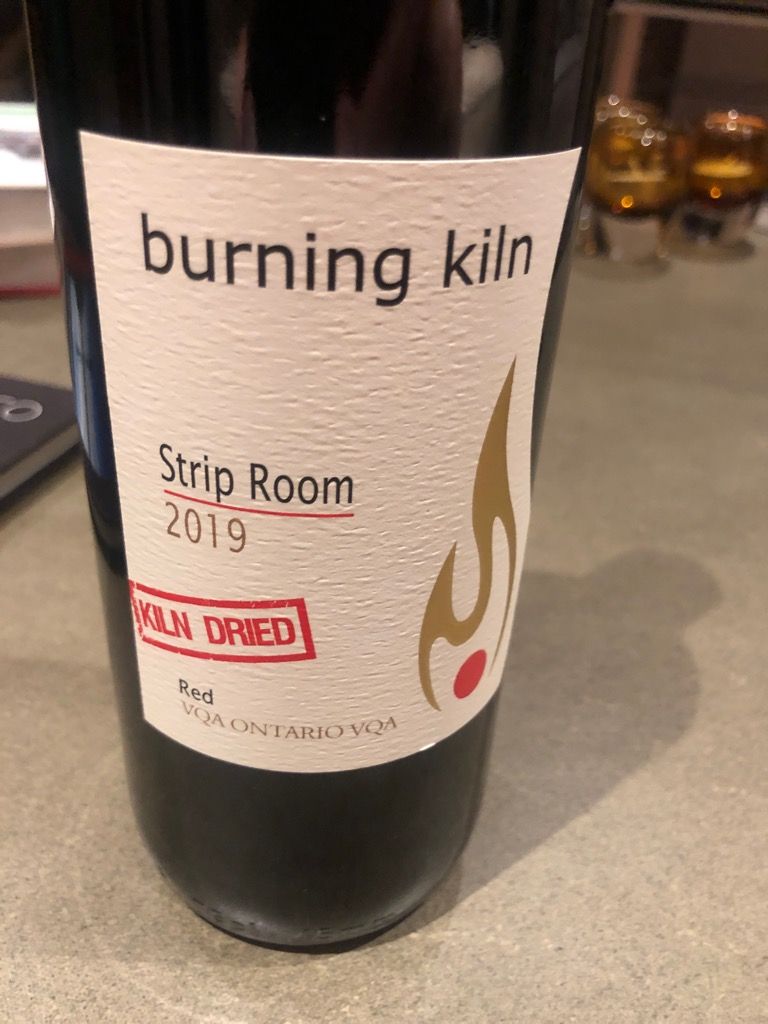 burning kiln
Strip Room
2019
KILN DRIED
Red
VQA ONTARIO VQA